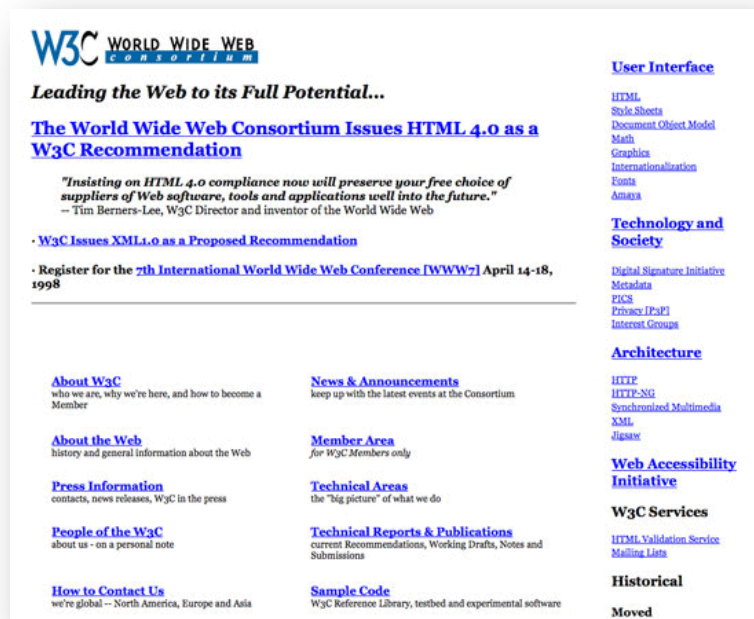 W3C WORLD WIDE WEB
consortium
Leading the Web to its Full Potential...
The World Wide Web Consortium Issues HTML 4.0 as a
W3C Recommendation
"Insisting on HTML 4.0 compliance now will preserve your free choice of
suppliers of Web software, tools and applications well into the future."
-- Tim Berners-Lee, W3C Director and inventor of the World Wide Web
· W3C Issues XML1.0 as a Proposed Recommendation
· Register for the 7th International World Wide Web Conference [WWW7] April 14-18,
1998
About W3C
who we are, why we're here, and how to become a
Member
About the Web
history and general information about the Web
Press Information
contacts, news releases, W3C in the press
People of the W3C
about us - on a personal note
How to Contact Us
we're global -- North America, Europe and Asia
News & Announcements
keep up with the latest events at the Consortium
Member Area
for W3C Members only
Technical Areas
the "big picture" of what we do
Technical Reports & Publications
current Recommendations, Working Drafts, Notes and
Submissions
Sample Code
W3C Reference Library, testbed and experimental software
User Interface
HTML
Style Sheets
Document Object Model
Math
Graphics
Internationalization
Fonts
Amaya
Technology and
Society
Digital Signature Initiative
Metadata
PICS
Privacy [P3P]
Interest Groups
Architecture
HTTP
HTTP-NG
Synchronized Multimedia
XML
Jigsaw
Web Accessibility
Initiative
W3C Services
HTML Validation Service
Mailing Lists
Historical
Moved